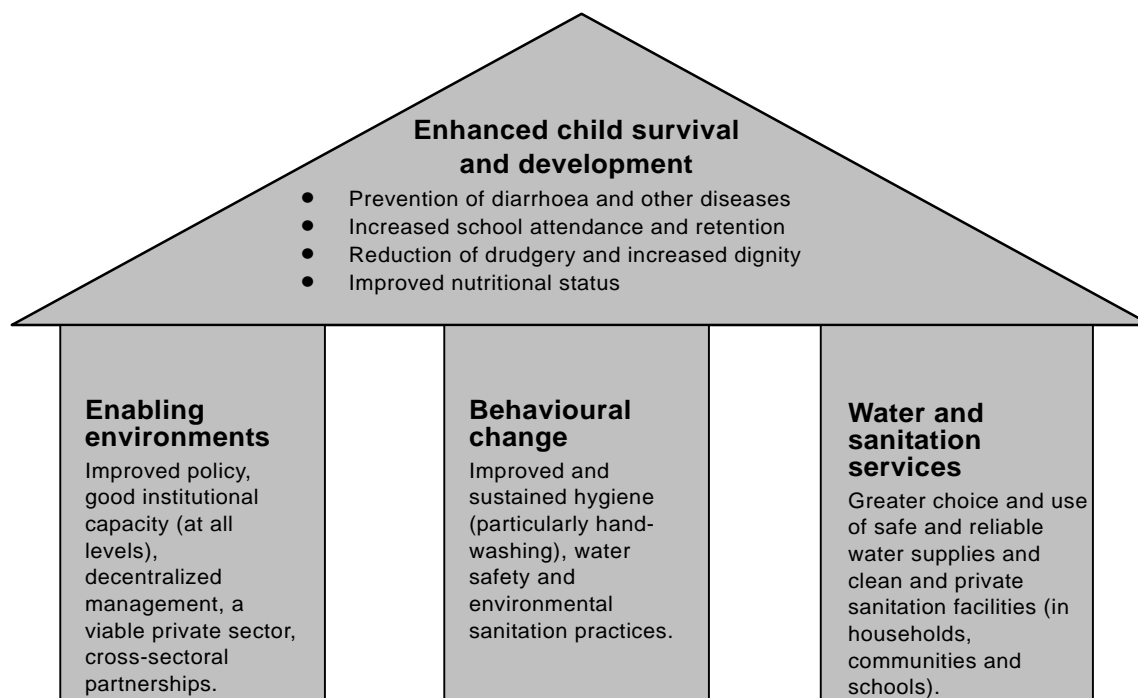 Enhanced child survival
and development
● Prevention of diarrhoea and other diseases
● Increased school attendance and retention
● Reduction of drudgery and increased dignity
● Improved nutritional status
Enabling
environments
Improved policy,
good institutional
capacity (at all
levels),
decentralized
management, a
viable private sector,
cross-sectoral
partnerships.
Behavioural
change
Improved and
sustained hygiene
(particularly hand-
washing), water
safety and
environmental
sanitation practices.
Water and
sanitation
services
Greater choice and use
of safe and reliable
water supplies and
clean and private
sanitation facilities (in
households,
communities and
schools).